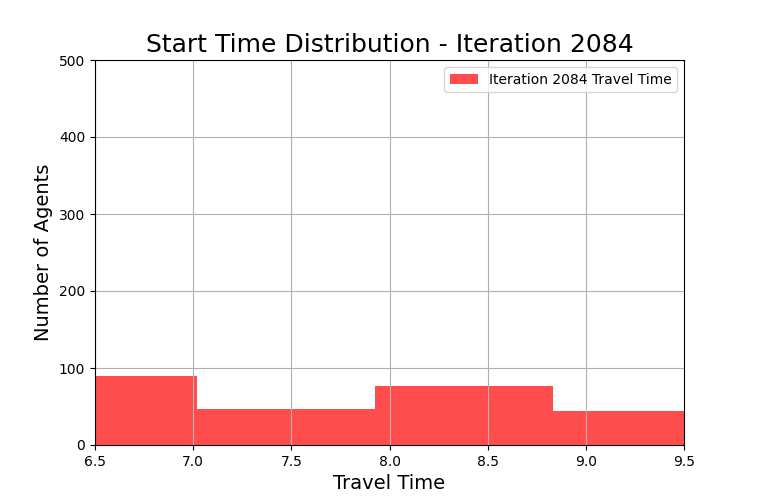 Start Time Distribution - Iteration 2084
Iteration 2084 Travel Time
Number of Agents
500
400
300
200
100
0
6.5 7.0 7.5 8.0 8.5 9.0 9.5
Travel Time